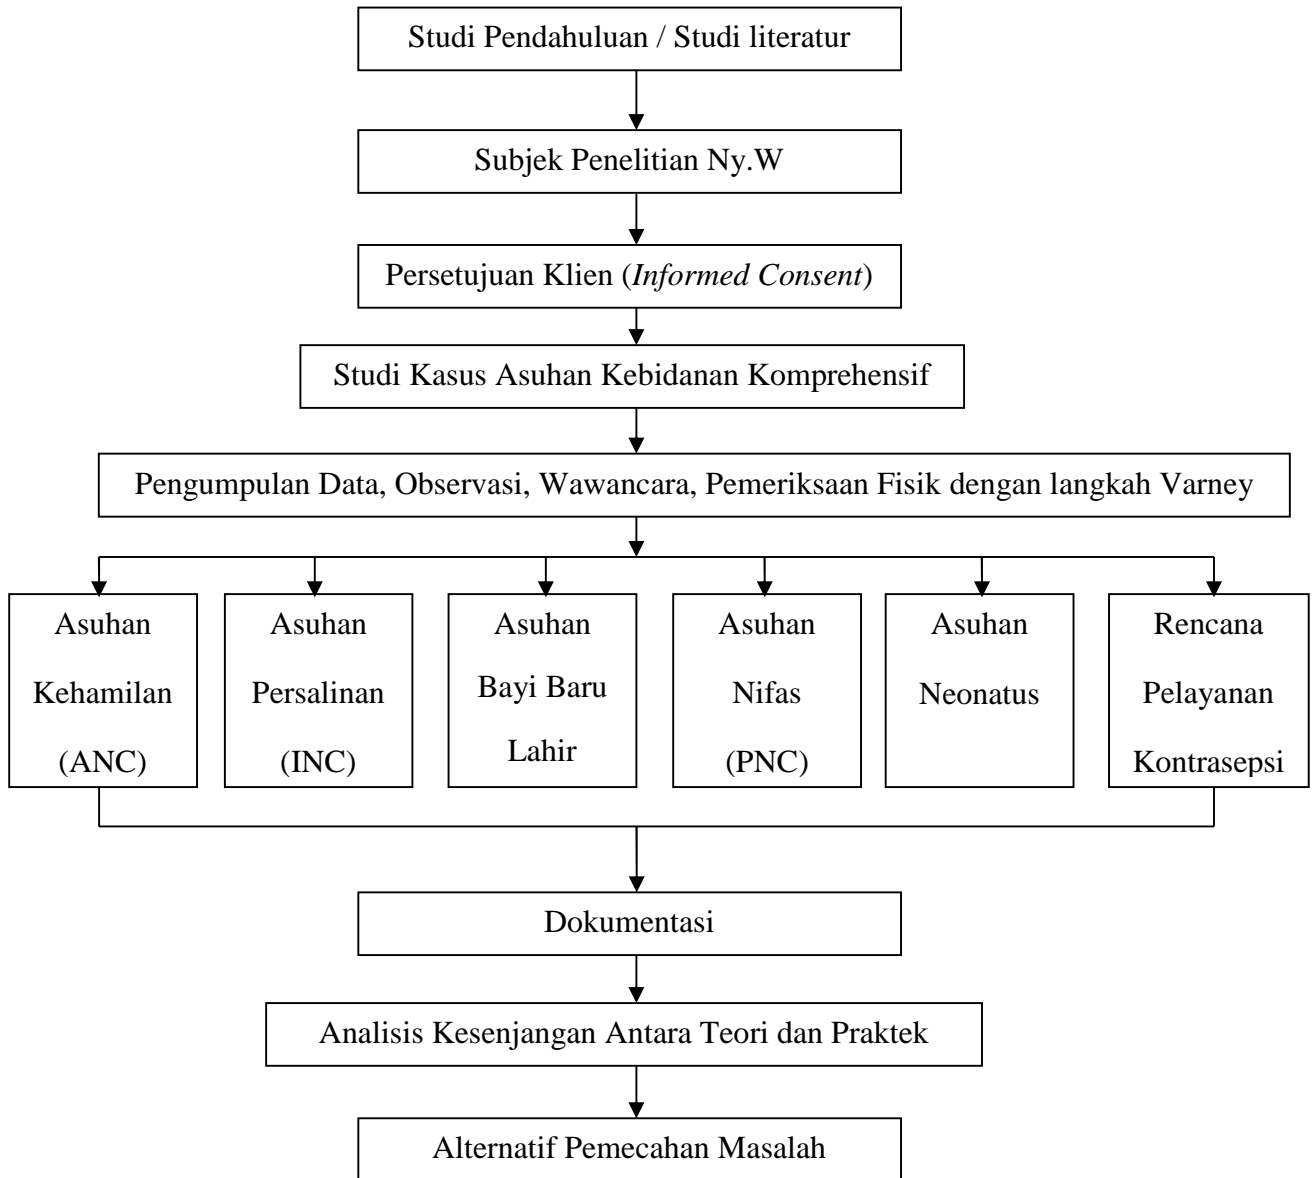 Studi Pendahuluan / Studi literatur
Subjek Penelitian Ny.W
Persetujuan Klien (Informed Consent)
Studi Kasus Asuhan Kebidanan Komprehensif
Pengumpulan Data, Observasi, Wawancara, Pemeriksaan Fisik dengan langkah Varney
Asuhan
Kehamilan
(ANC)
Asuhan
Persalinan
(INC)
Asuhan
Bayi Baru
Lahir
Asuhan
Nifas
(PNC)
Asuhan
Neonatus
Rencana
Pelayanan
Kontrasepsi
Dokumentasi
Analisis Kesenjangan Antara Teori dan Praktek
Alternatif Pemecahan Masalah